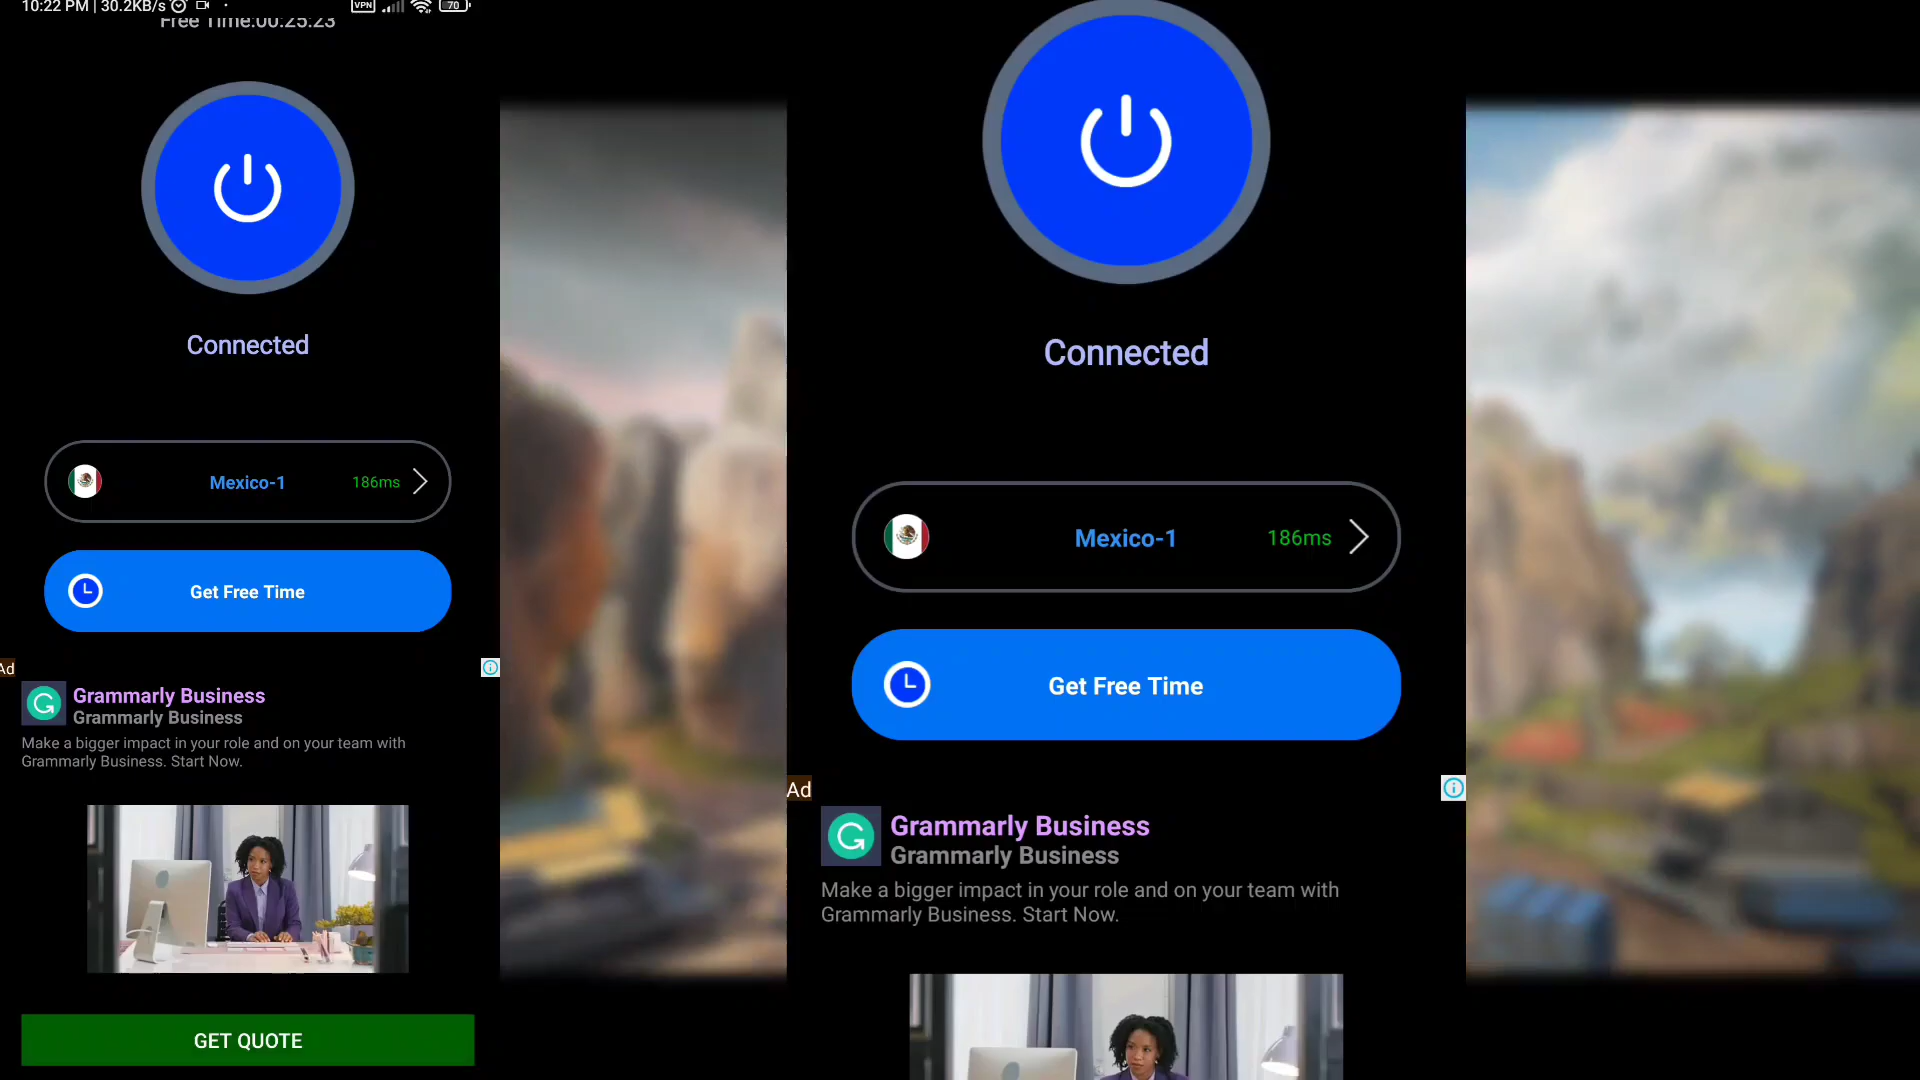 10:22 PM | 30.2KB/s
VPN
70
Free Time:00:25:23
Connected
Mexico-1
186ms
Get Free Time
Ad
Grammarly Business
Grammarly Business
Make a bigger impact in your role and on your team with
Grammarly Business. Start Now.
GET QUOTE
Connected
Mexico-1
186ms
Get Free Time
Ad
Grammarly Business
Grammarly Business
Make a bigger impact in your role and on your team with
Grammarly Business. Start Now.